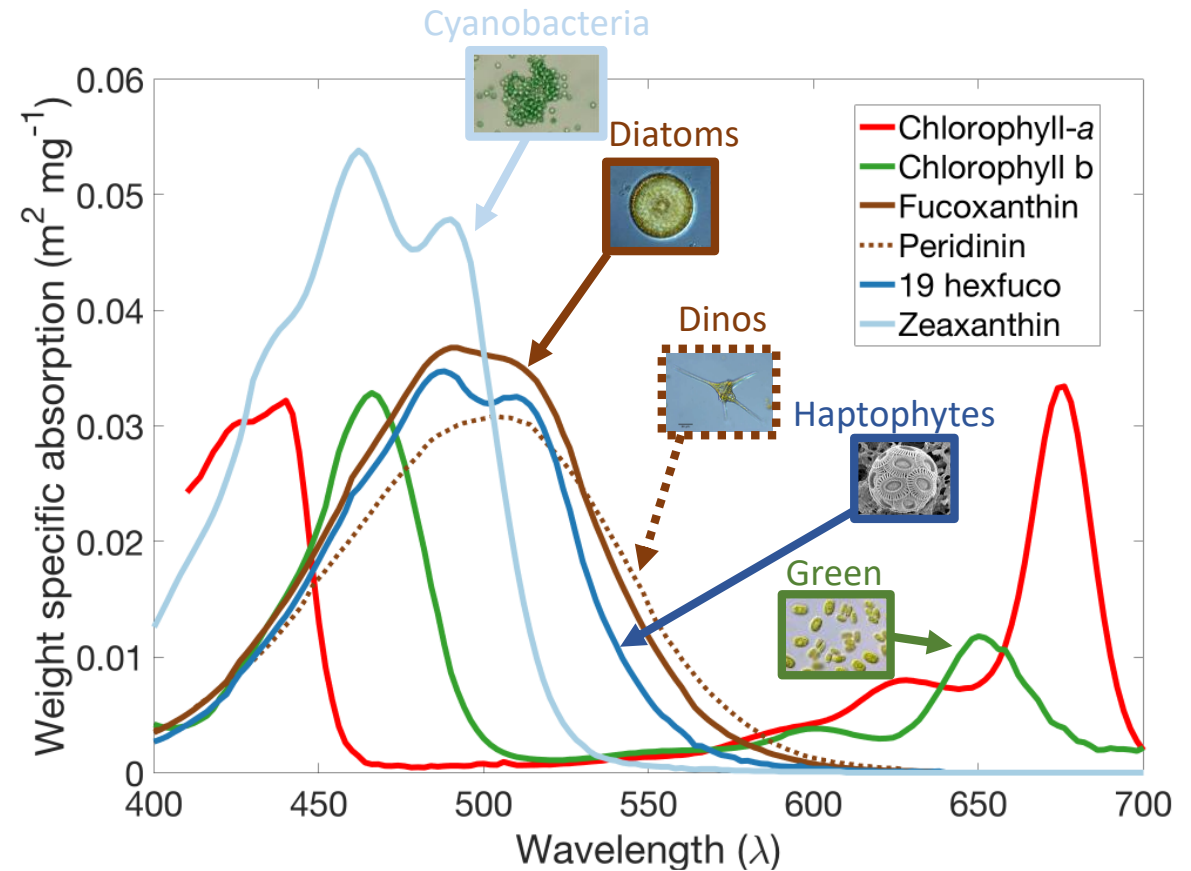 Cyanobacteria
Diatoms
Dinos
Haptophytes
Green
Chlorophyll-a
Chlorophyll b
Fucoxanthin
Peridinin
19 hexfuco
Zeaxanthin
Weight specific absorption (m² mg⁻¹)
0.06
0.05
0.04
0.03
0.02
0.01
0
400 450 500 550 600 650 700
Wavelength (λ)